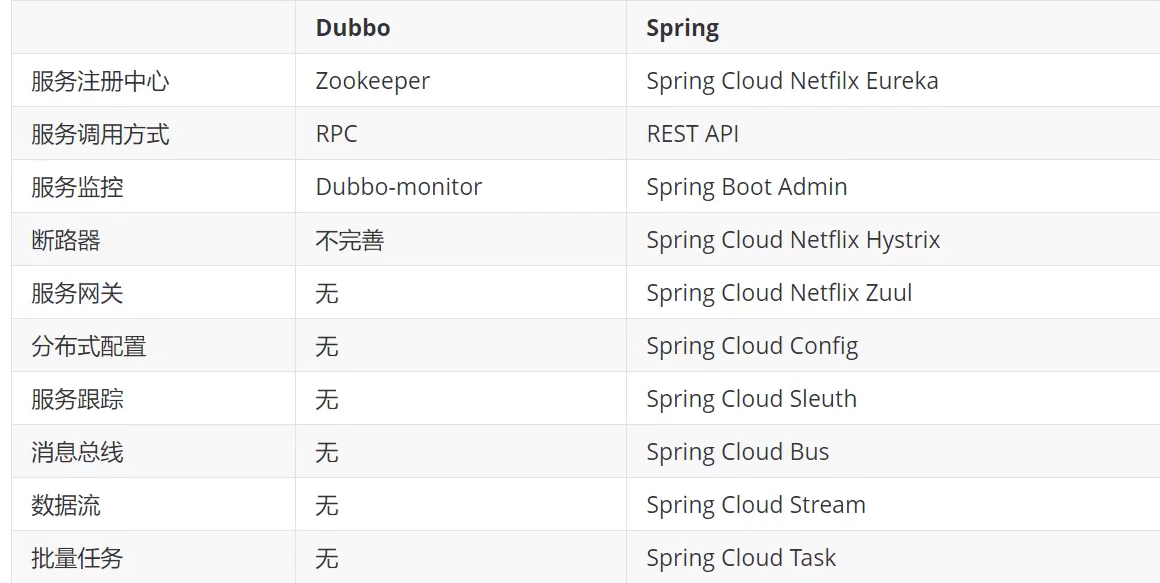 Dubbo Spring
服务注册中心 Zookeeper Spring Cloud Netfilx Eureka
服务调用方式 RPC REST API
服务监控 Dubbo-monitor Spring Boot Admin
断路器 不完善 Spring Cloud Netflix Hystrix
服务网关 无 Spring Cloud Netflix Zuul
分布式配置 无 Spring Cloud Config
服务跟踪 无 Spring Cloud Sleuth
消息总线 无 Spring Cloud Bus
数据流 无 Spring Cloud Stream
批量任务 无 Spring Cloud Task